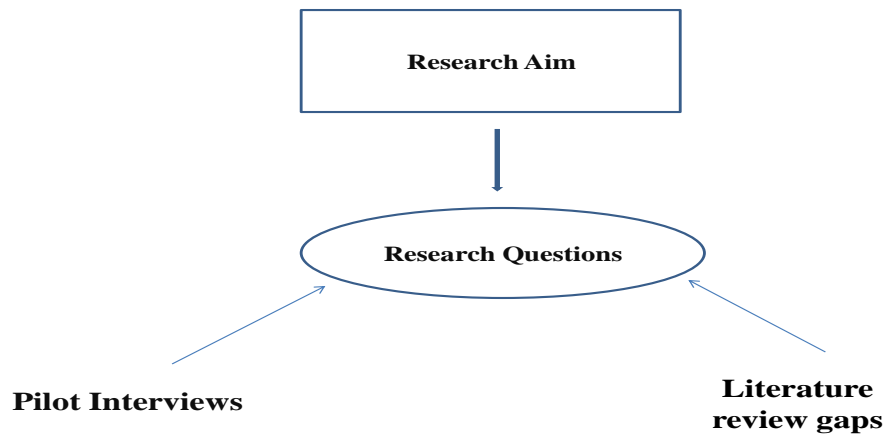 Research Aim
Research Questions
Pilot Interviews
Literature
review gaps